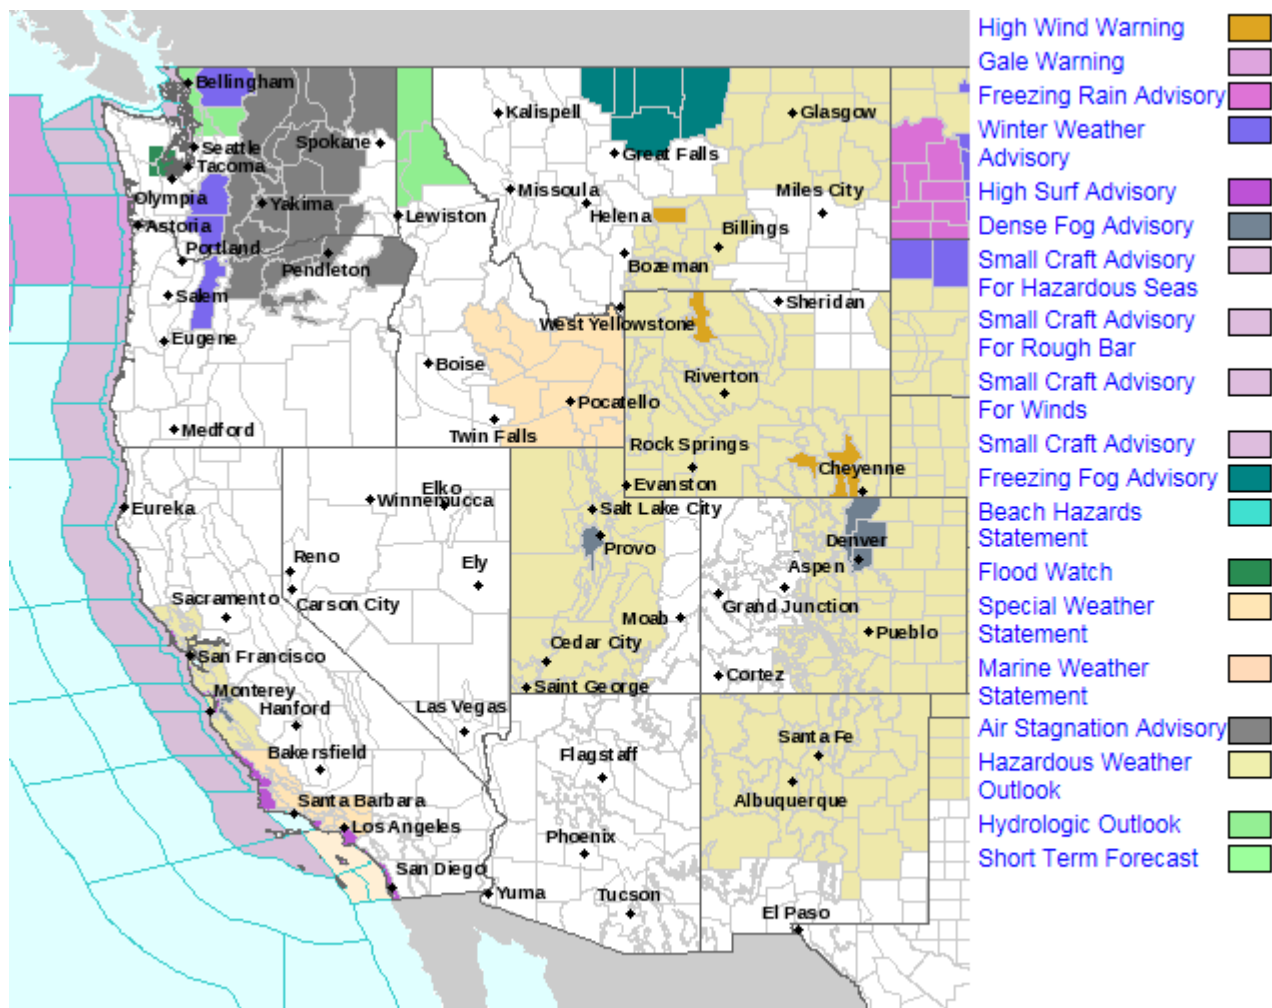 Bellingham
Seattle
Tacoma
Spokane
Olympia
Yakima
Astoria
Portland
Pendleton
Lewiston
Salem
Eugene
Medford
Kalispell
Great Falls
Glasgow
Missoula
Helena
Miles City
Billings
Bozeman
West Yellowstone
Sheridan
Boise
Pocatello
Twin Falls
Riverton
Rock Springs
Cheyenne
Evanston
Eureka
Elko
Winnemucca
Salt Lake City
Provo
Denver
Reno
Ely
Aspen
Sacramento
Carson City
Moab
Grand Junction
Pueblo
San Francisco
Cedar City
Cortez
Monterey
Saint George
Hanford
Las Vegas
Bakersfield
Flagstaff
Santa Fe
Santa Barbara
Albuquerque
Los Angeles
Phoenix
San Diego
Yuma
Tucson
El Paso
High Wind Warning
Gale Warning
Freezing Rain Advisory
Winter Weather
Advisory
High Surf Advisory
Dense Fog Advisory
Small Craft Advisory
For Hazardous Seas
Small Craft Advisory
For Rough Bar
Small Craft Advisory
For Winds
Small Craft Advisory
Freezing Fog Advisory
Beach Hazards
Statement
Flood Watch
Special Weather
Statement
Marine Weather
Statement
Air Stagnation Advisory
Hazardous Weather
Outlook
Hydrologic Outlook
Short Term Forecast